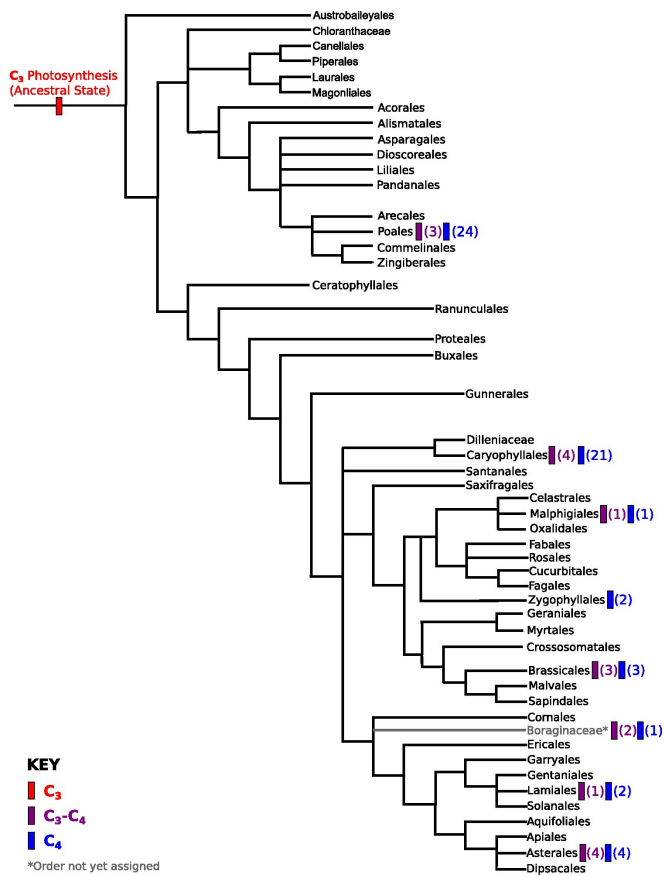 Austrobaileyales
Chloranthaceae
Canellales
Piperales
C₃ Photosynthesis
(Ancestral State)
Laurales
Magonliales
Acorales
Alismatales
Asparagales
Dioscoreales
Liliales
Pandanales
Arecales
Poales (3) (24)
Commelinales
Zingiberales
Ceratophyllales
Ranunculales
Proteales
Buxales
Gunnerales
Dilleniaceae
Caryophyllales (4) (21)
Santanales
Saxifragales
Celastrales
Malphigiales (1) (1)
Oxalidales
Fabales
Rosales
Cucurbitales
Fagales
Zygophyllales (2)
Geraniales
Myrtales
Crossosomatales
Brassicales (3) (3)
Malvales
Sapindales
Cornales
Boraginaceae* (2) (1)
Ericales
Garryales
Gentaniales
Lamiales (1) (2)
Solanales
Aquifoliales
Apiales
Asterales (4) (4)
Dipsacales
KEY
C₃
C₃-C₄
C₄
*Order not yet assigned